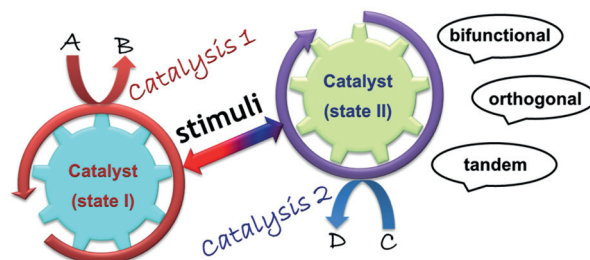 A
B
Catalysis 1
Catalyst
(state I)
stimuli
Catalyst
(state II)
Catalysis 2
D
C
bifunctional
orthogonal
tandem